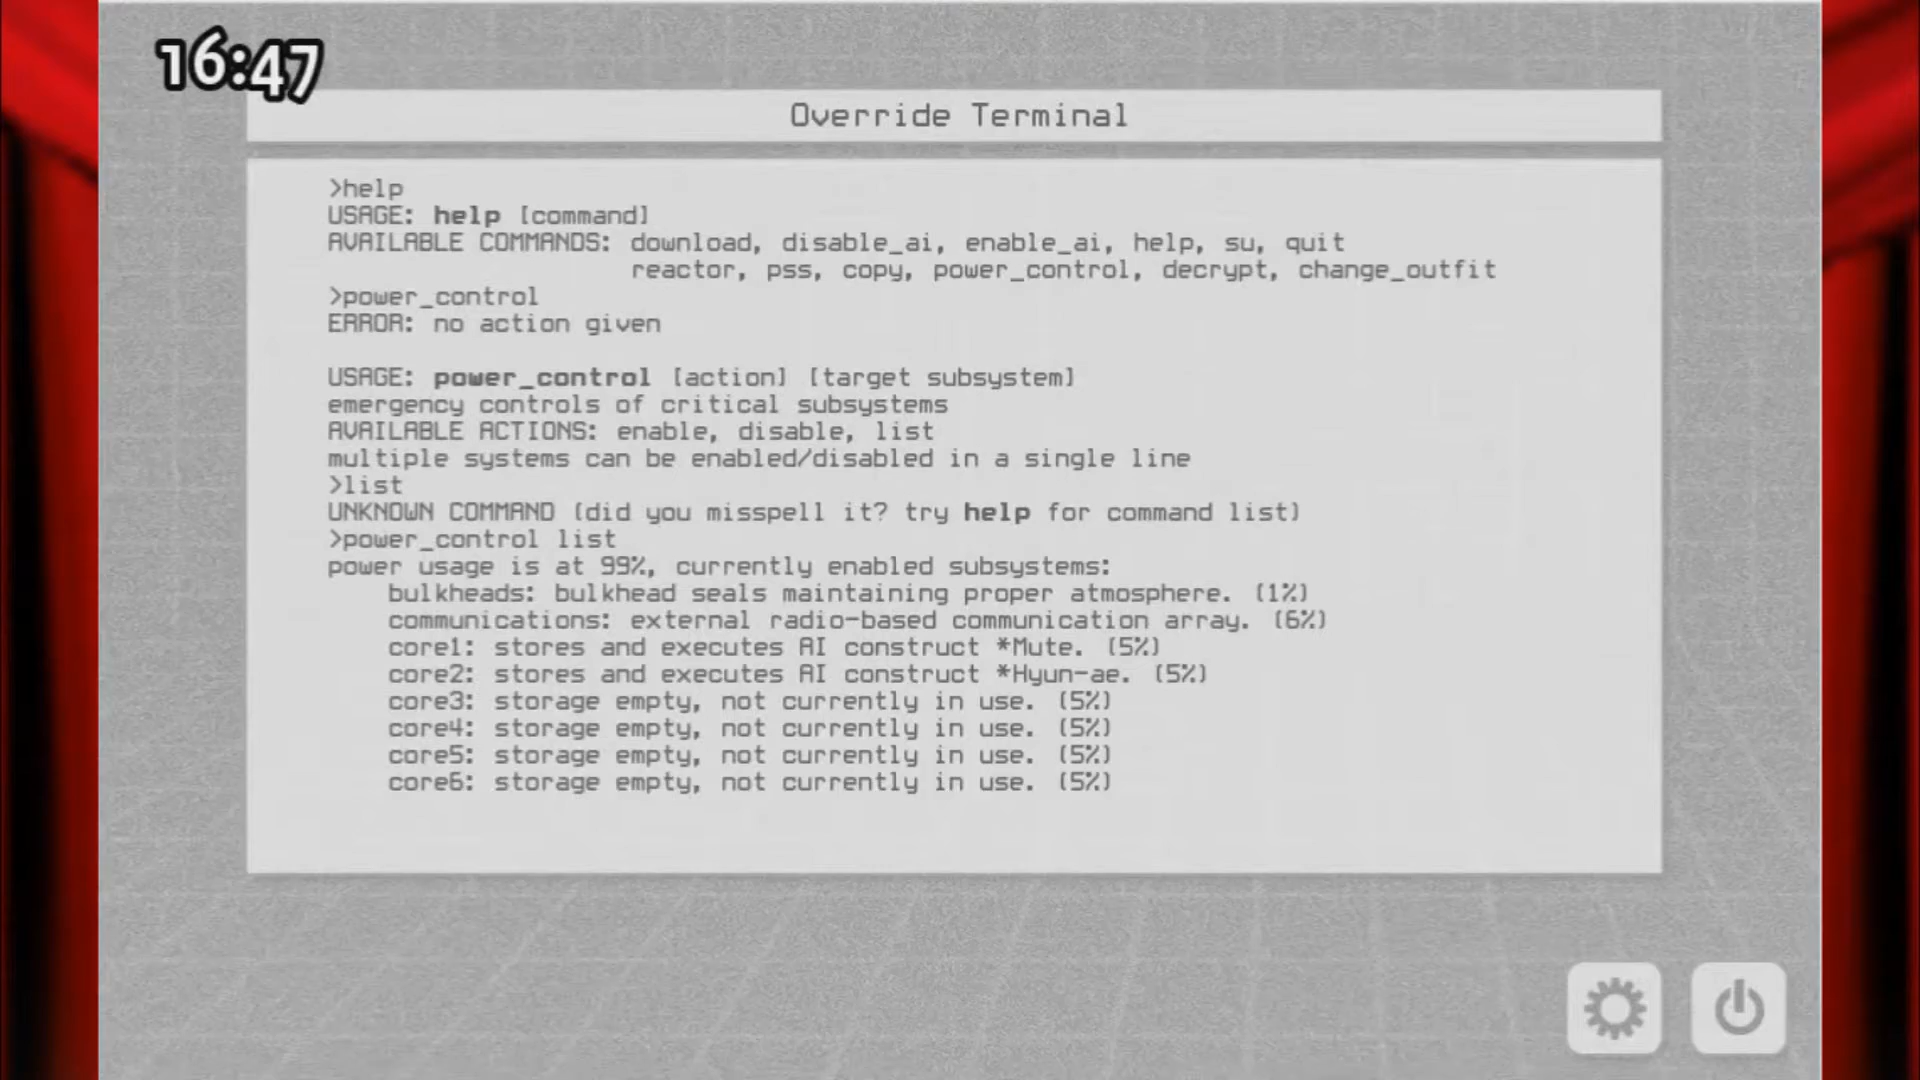 16:47
Override Terminal
>help
USAGE: help [command]
AVAILABLE COMMANDS: download, disable_ai, enable_ai, help, su, quit
reactor, pss, copy, power_control, decrypt, change_outfit
>power_control
ERROR: no action given
USAGE: power_control [action] [target subsystem]
emergency controls of critical subsystems
AVAILABLE ACTIONS: enable, disable, list
multiple systems can be enabled/disabled in a single line
>list
UNKNOWN COMMAND (did you misspell it? try help for command list)
>power_control list
power usage is at 99%, currently enabled subsystems:
bulkheads: bulkhead seals maintaining proper atmosphere. (1%)
communications: external radio-based communication array. (6%)
core1: stores and executes AI construct *Mute. (5%)
core2: stores and executes AI construct *Hyun-ae. (5%)
core3: storage empty, not currently in use. (5%)
core4: storage empty, not currently in use. (5%)
core5: storage empty, not currently in use. (5%)
core6: storage empty, not currently in use. (5%)